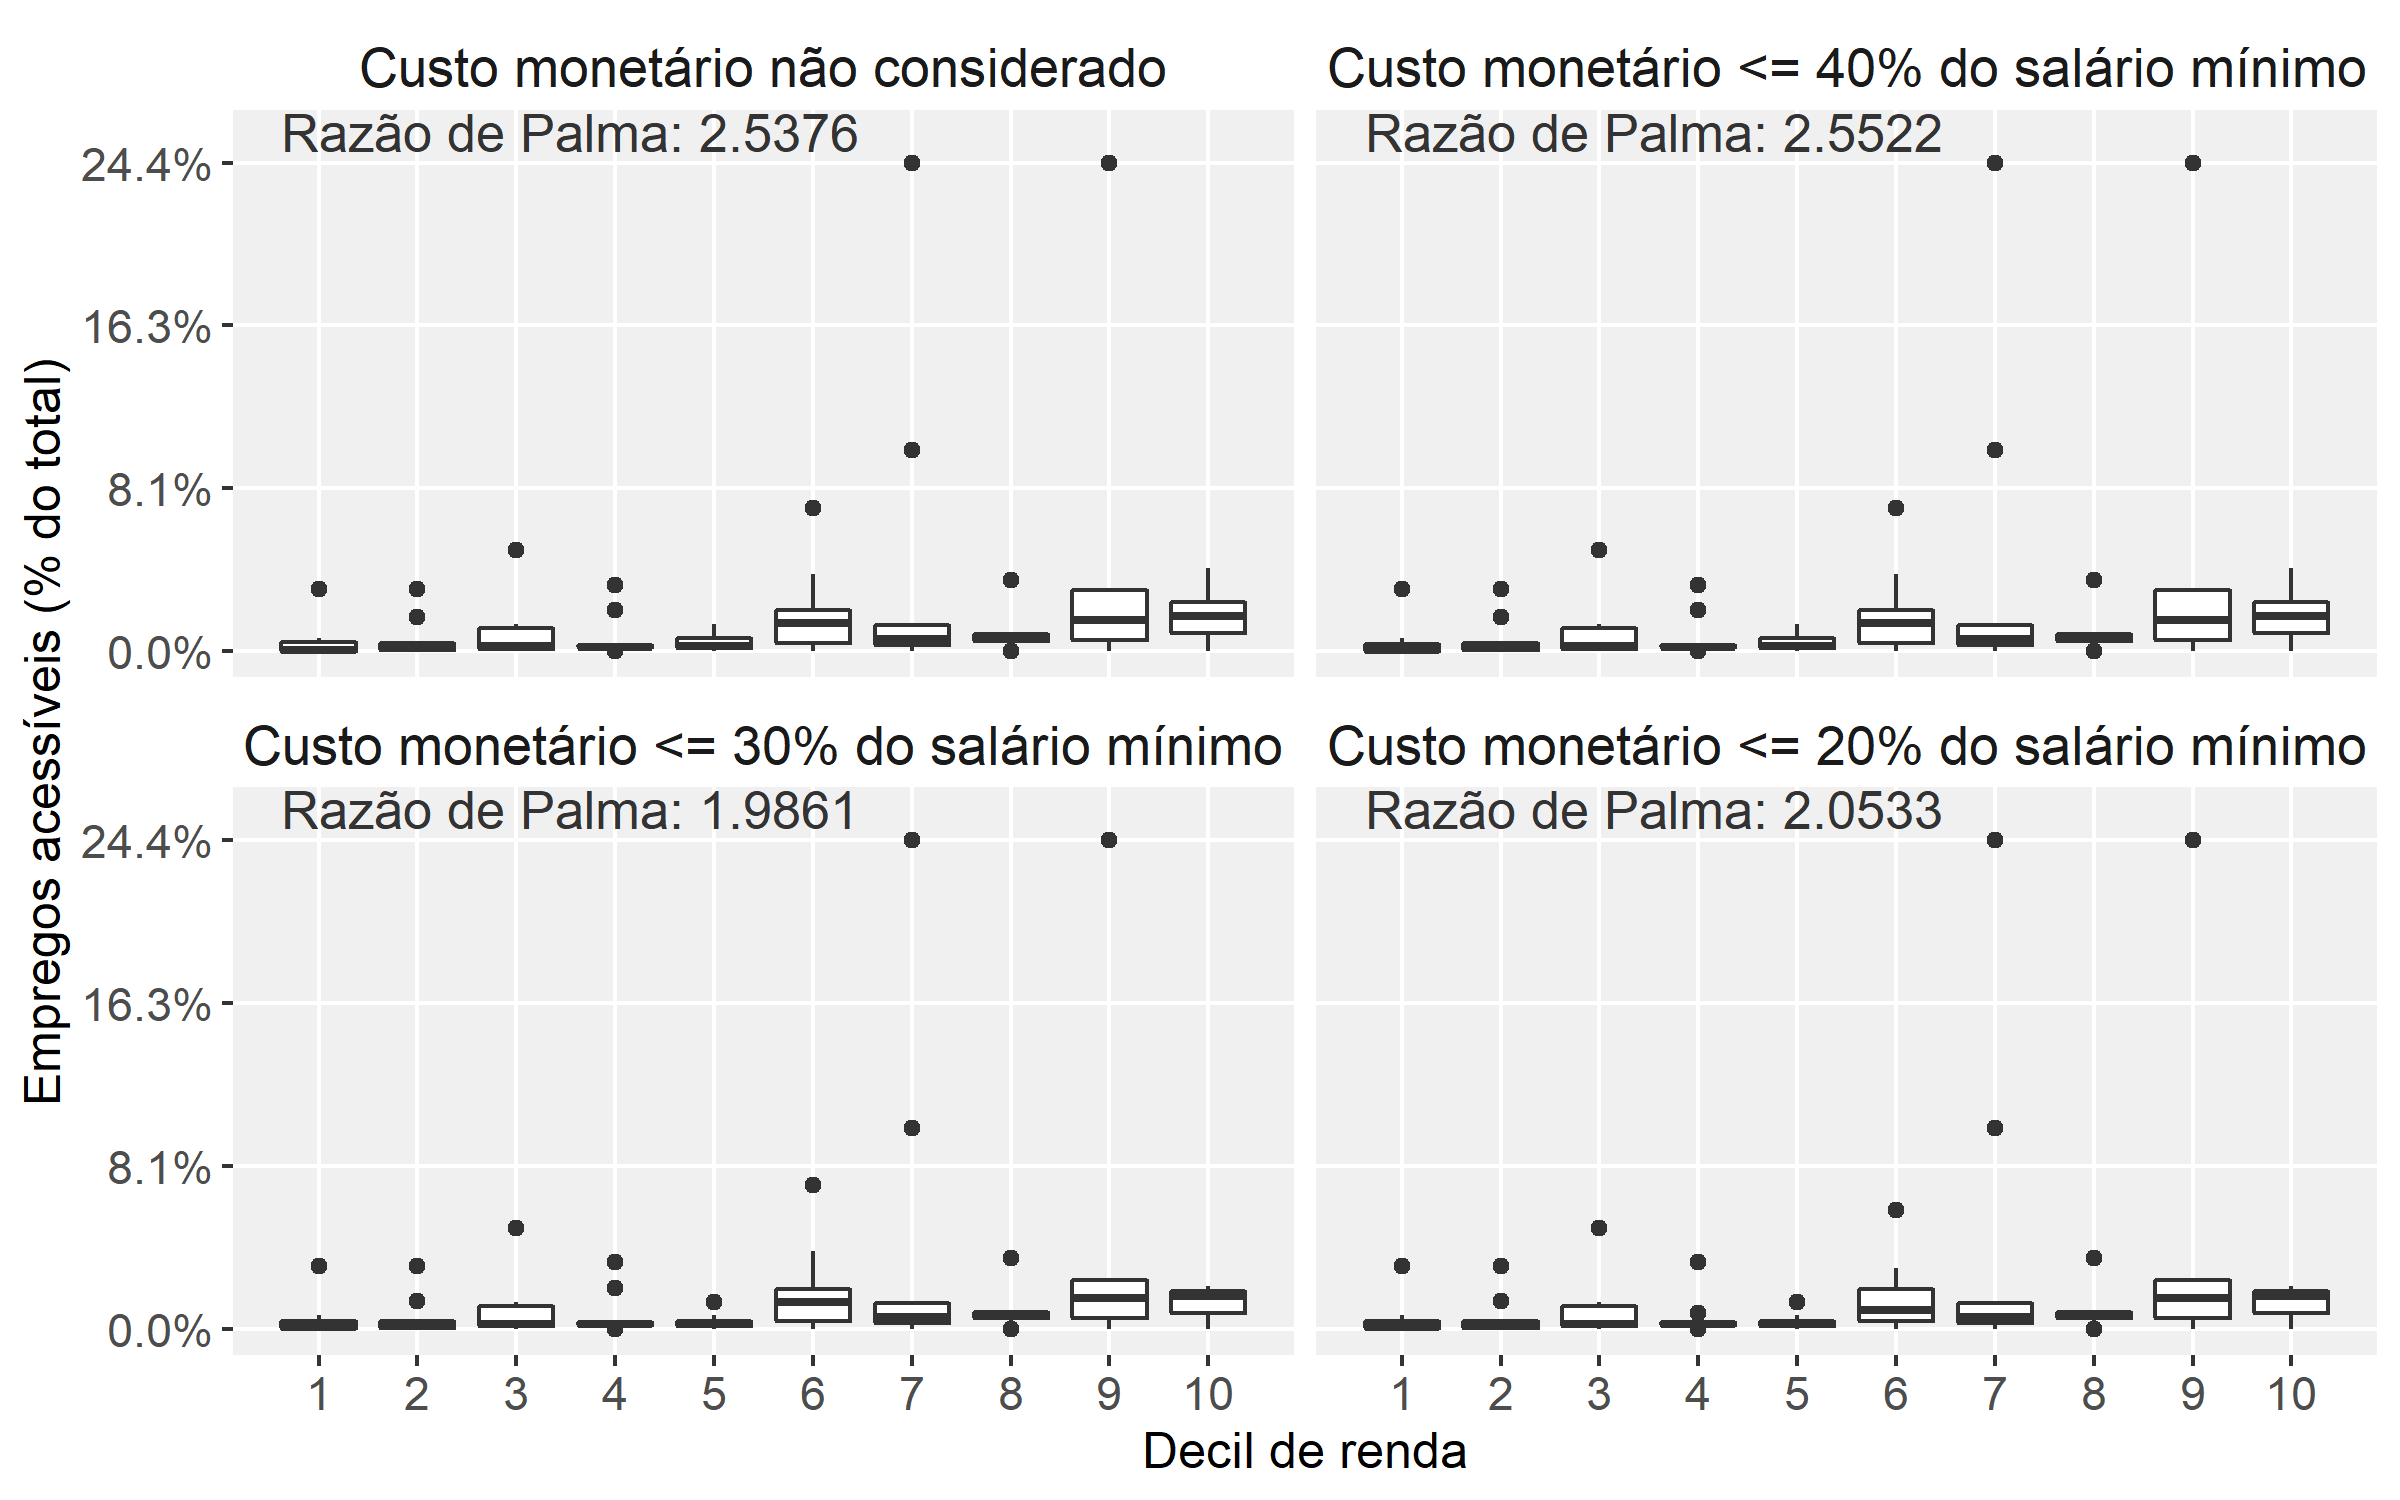 Custo monetário não considerado
Custo monetário <= 40% do salário mínimo
Razão de Palma: 2.5376
Razão de Palma: 2.5522
24.4%
16.3%
8.1%
0.0%
Custo monetário <= 30% do salário mínimo
Custo monetário <= 20% do salário mínimo
Razão de Palma: 1.9861
Razão de Palma: 2.0533
24.4%
16.3%
8.1%
0.0%
Empregos acessíveis (% do total)
1 2 3 4 5 6 7 8 9 10
1 2 3 4 5 6 7 8 9 10
Decil de renda